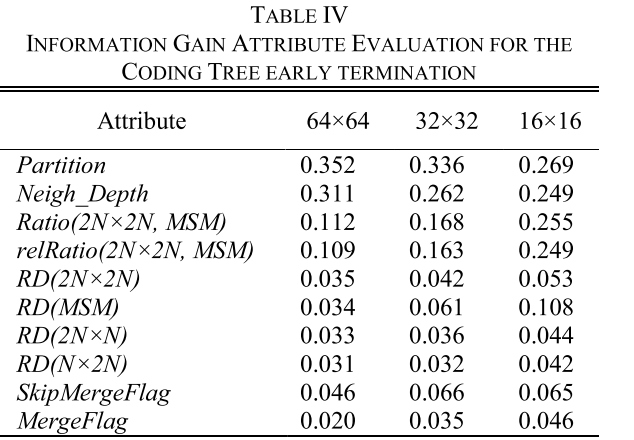 TABLE IV
INFORMATION GAIN ATTRIBUTE EVALUATION FOR THE
CODING TREE EARLY TERMINATION
Attribute 64×64 32×32 16×16
Partition 0.352 0.336 0.269
Neigh_Depth 0.311 0.262 0.249
Ratio(2N×2N, MSM) 0.112 0.168 0.255
relRatio(2N×2N, MSM) 0.109 0.163 0.249
RD(2N×2N) 0.035 0.042 0.053
RD(MSM) 0.034 0.061 0.108
RD(2N×N) 0.033 0.036 0.044
RD(N×2N) 0.031 0.032 0.042
SkipMergeFlag 0.046 0.066 0.065
MergeFlag 0.020 0.035 0.046